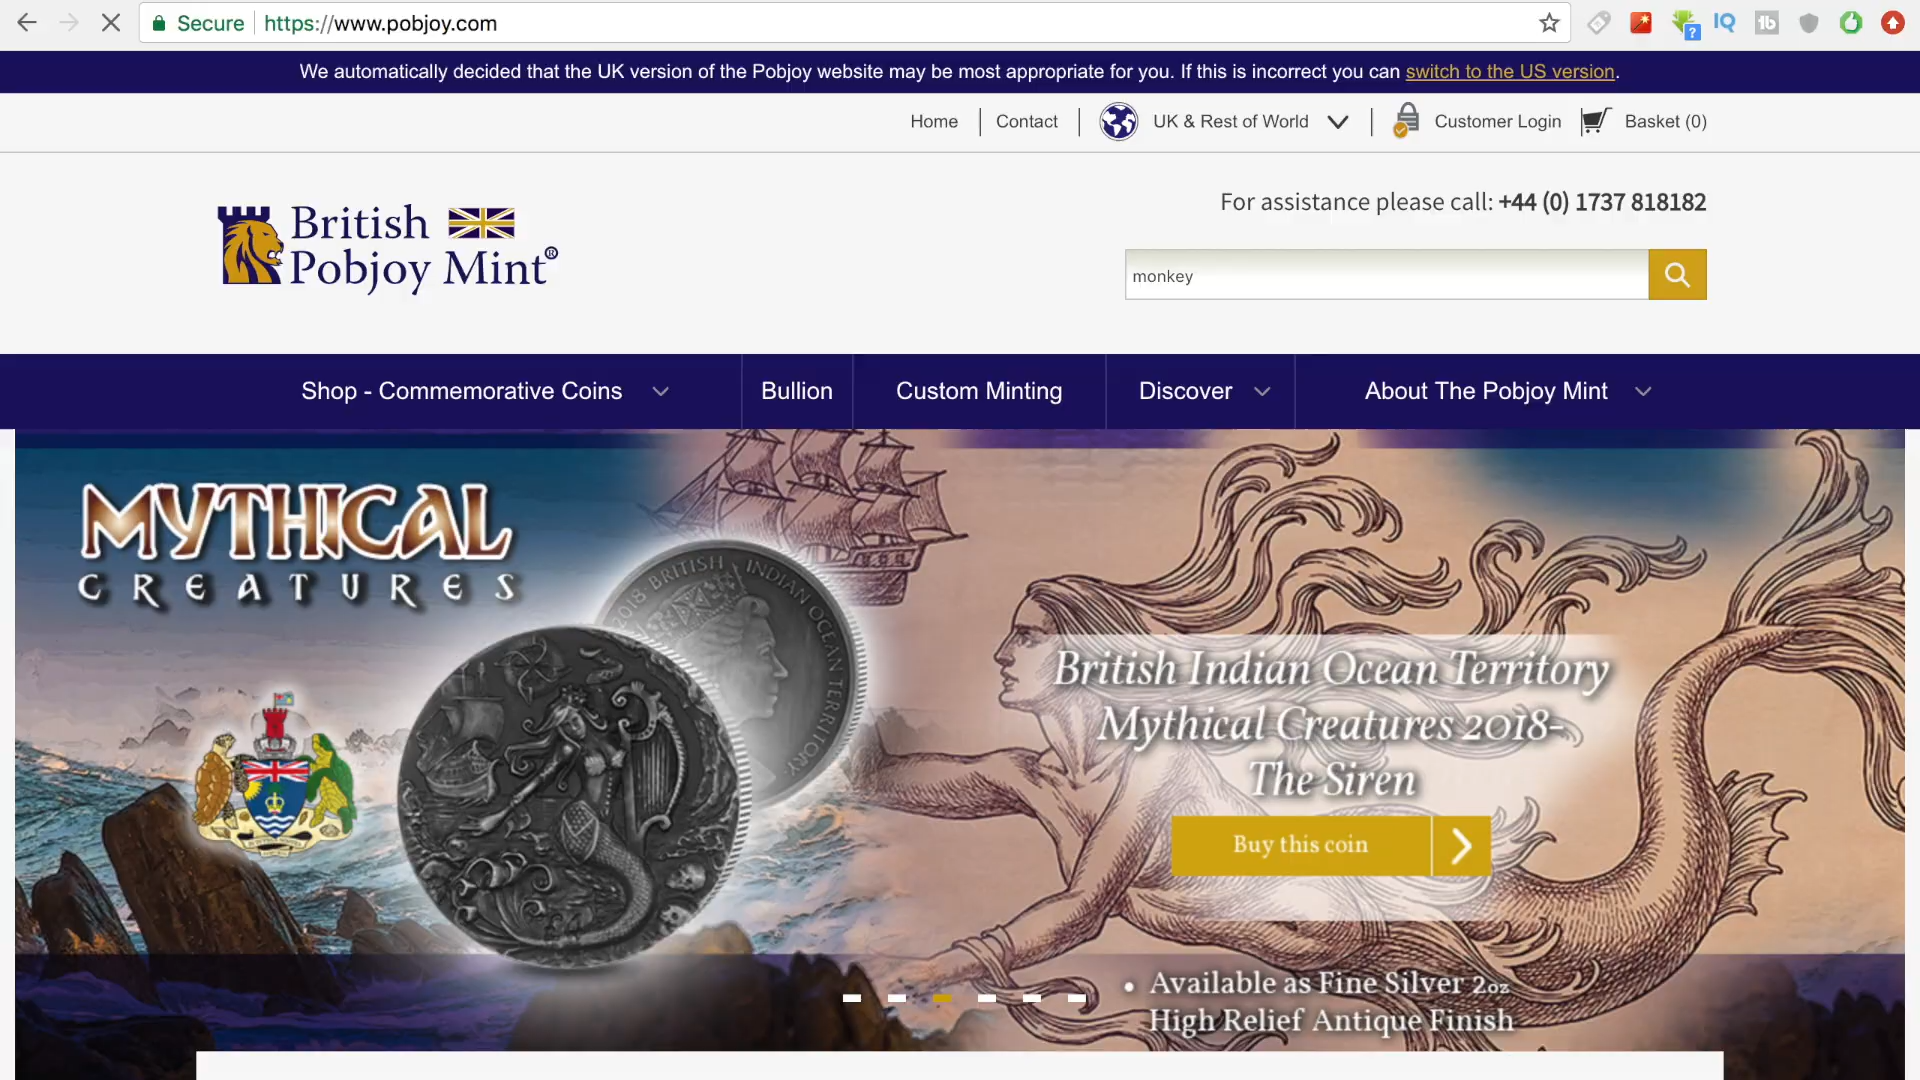 Secure https://www.pobjoy.com
We automatically decided that the UK version of the Pobjoy website may be most appropriate for you. If this is incorrect you can switch to the US version.
Home Contact UK & Rest of World Customer Login Basket (0)
For assistance please call: +44 (0) 1737 818182
British
Pobjoy Mint®
monkey
Shop - Commemorative Coins Bullion Custom Minting Discover About The Pobjoy Mint
MYTHICAL
CREATURES
2018 · BRITISH INDIAN OCEAN TERRITORY
British Indian Ocean Territory
Mythical Creatures 2018-
The Siren
Buy this coin
• Available as Fine Silver 2oz
High Relief Antique Finish
IQ